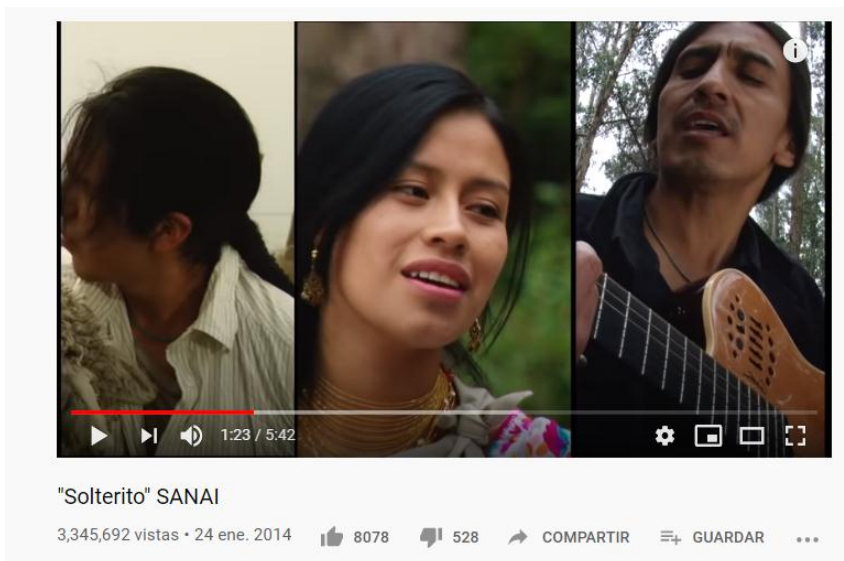 1:23 / 5:42
"Solterito" SANAI
3,345,692 vistas • 24 ene. 2014 8078 528 COMPARTIR GUARDAR